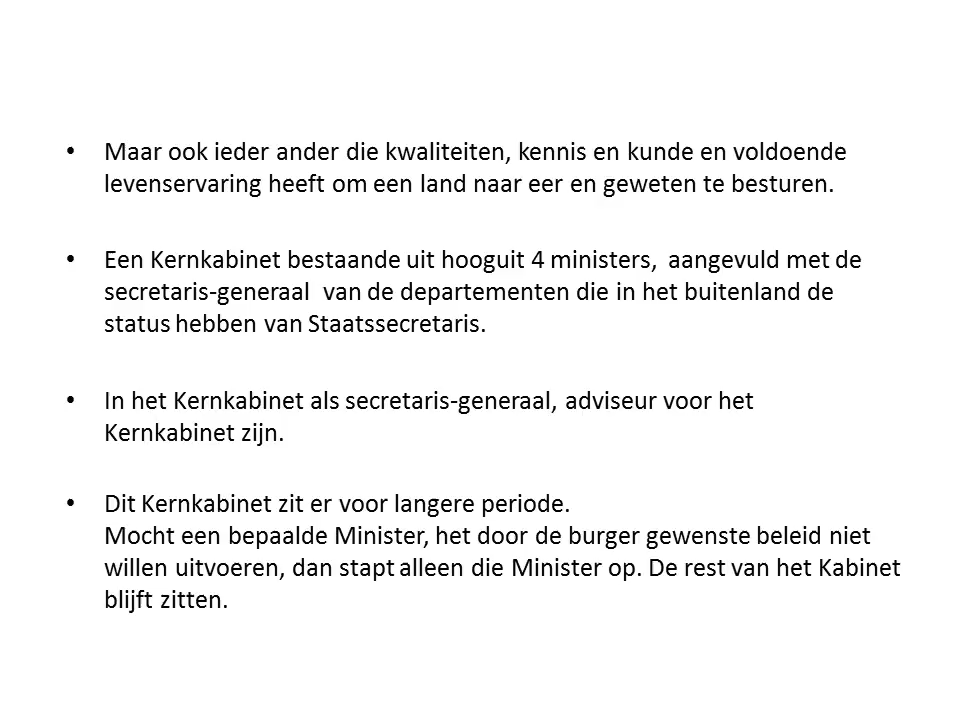 • Maar ook ieder ander die kwaliteiten, kennis en kunde en voldoende
levenservaring heeft om een land naar eer en geweten te besturen.
• Een Kernkabinet bestaande uit hooguit 4 ministers,  aangevuld met de
secretaris-generaal  van de departementen die in het buitenland de
status hebben van Staatssecretaris.
• In het Kernkabinet als secretaris-generaal, adviseur voor het
Kernkabinet zijn.
• Dit Kernkabinet zit er voor langere periode.
Mocht een bepaalde Minister, het door de burger gewenste beleid niet
willen uitvoeren, dan stapt alleen die Minister op. De rest van het Kabinet
blijft zitten.